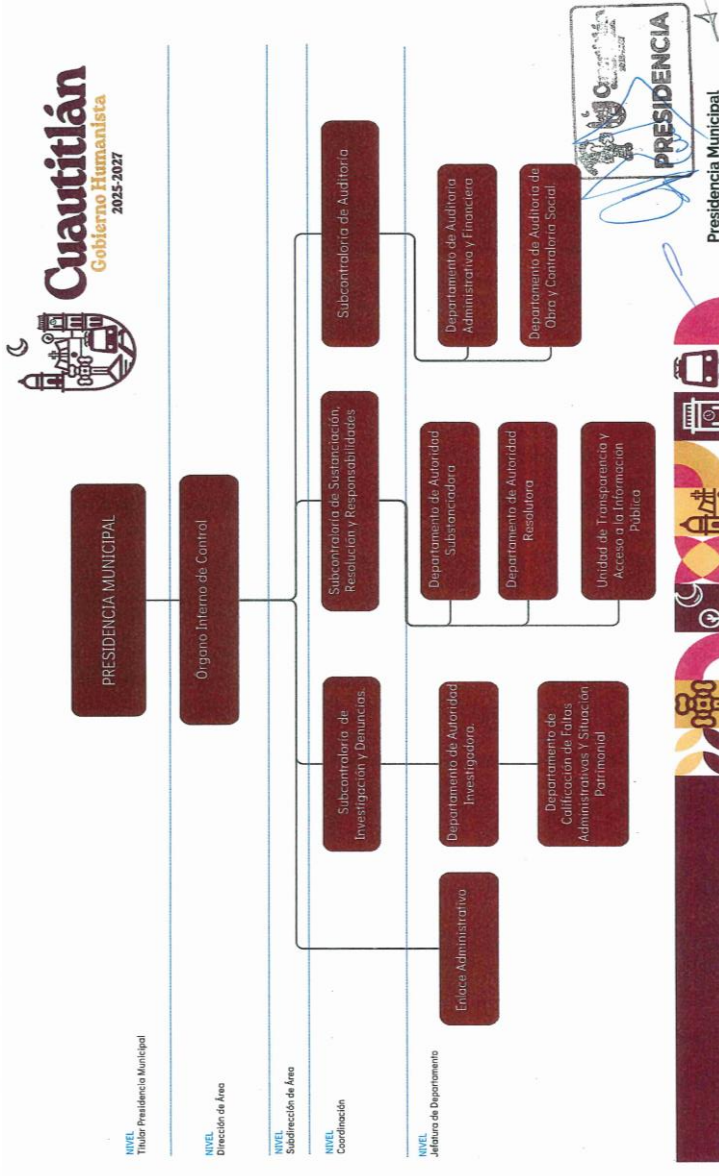 Cuautitlán
Gobierno Humanista
2025-2027
NIVEL
Titular Presidencia Municipal
PRESIDENCIA MUNICIPAL
NIVEL
Dirección de Área
Órgano Interno de Control
NIVEL
Subdirección de Área
NIVEL
Coordinación
Subcontraloría de
Investigación y Denuncias.
Subcontraloría de Sustanciación,
Resolución y Responsabilidades
Subcontraloría de Auditoría
NIVEL
Jefatura de Departamento
Enlace Administrativo
Departamento de Autoridad
Investigadora.
Departamento de
Calificación de Faltas
Administrativas Y Situación
Patrimonial
Departamento de Autoridad
Substanciadora
Departamento de Autoridad
Resolutora
Unidad de Transparencia y
Acceso a la Información
Pública
Departamento de Auditoría
Administrativa y Financiera
Departamento de Auditoría de
Obra y Contraloría Social.
PRESIDENCIA
Presidencia Municipal